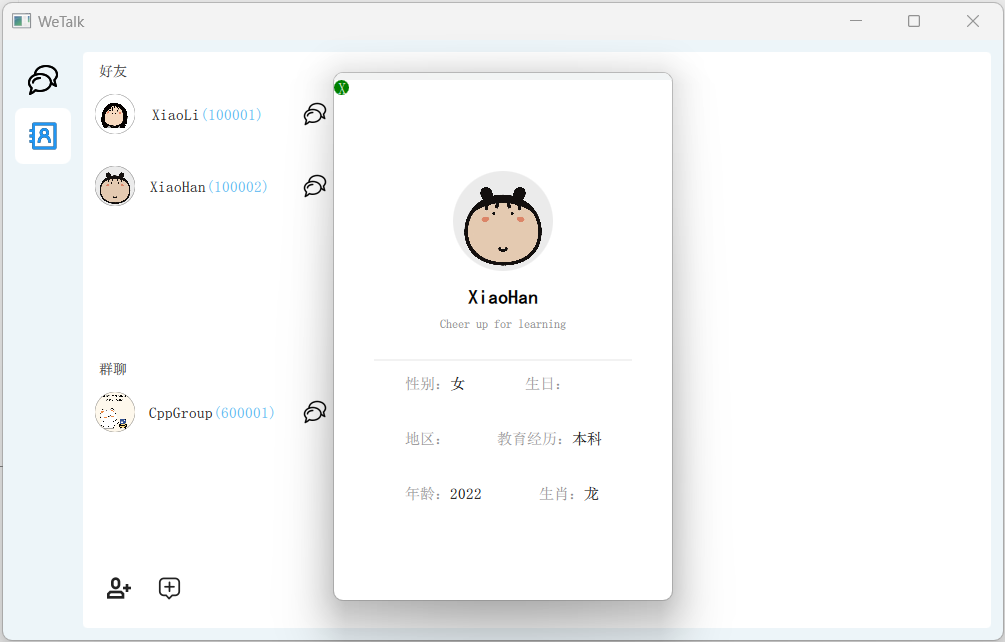 WeTalk
好友
XiaoLi(100001)
XiaoHan(100002)
群聊
CppGroup(600001)
X
XiaoHan
Cheer up for learning
性别：女 生日：
地区： 教育经历：本科
年龄：2022 生肖：龙